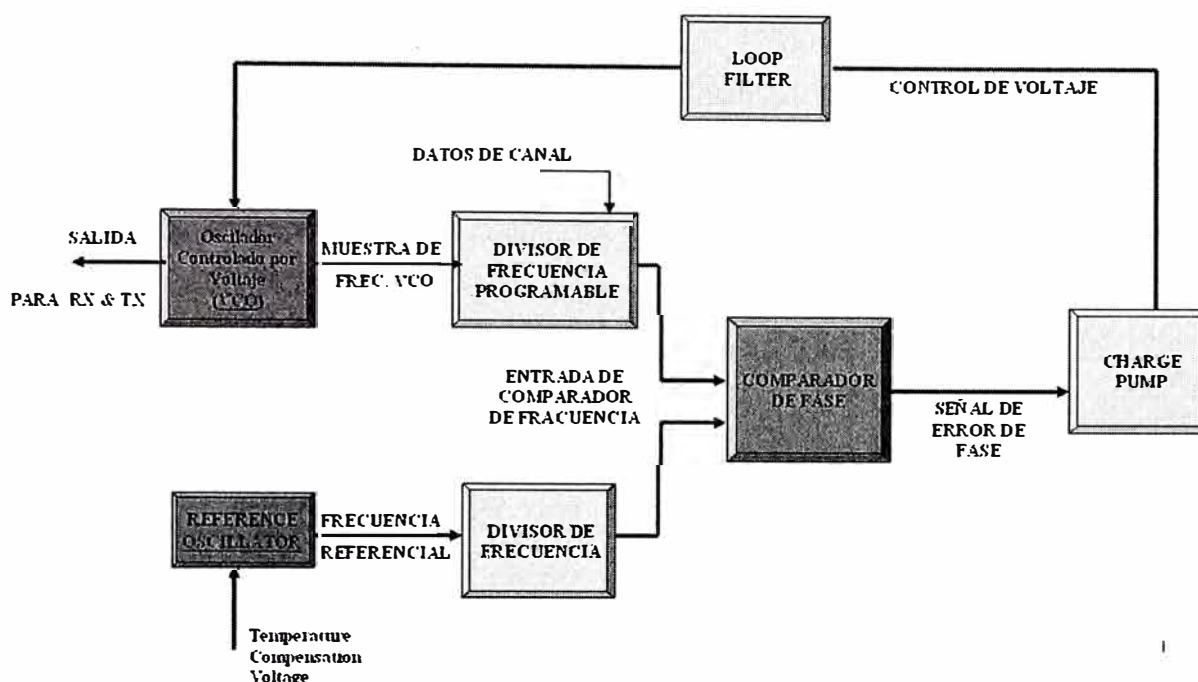 LOOP
FILTER
CONTROL DE VOLTAJE
DATOS DE CANAL
SALIDA
PARA RX & TX
Oscilador
Controlado por
Voltaje
(VCO)
MUESTRA DE
FREC. VCO
DIVISOR DE
FRECUENCIA
PROGRAMABLE
ENTRADA DE
COMPARADOR
DE FRACUENCIA
COMPARADOR
DE FASE
SEÑAL DE
ERROR DE
FASE
CHARGE
PUMP
REFERENCE
OSCILLATOR
FRECUENCIA
REFERENCIAL
DIVISOR DE
FRECUENCIA
Temperature
Compensation
Voltage